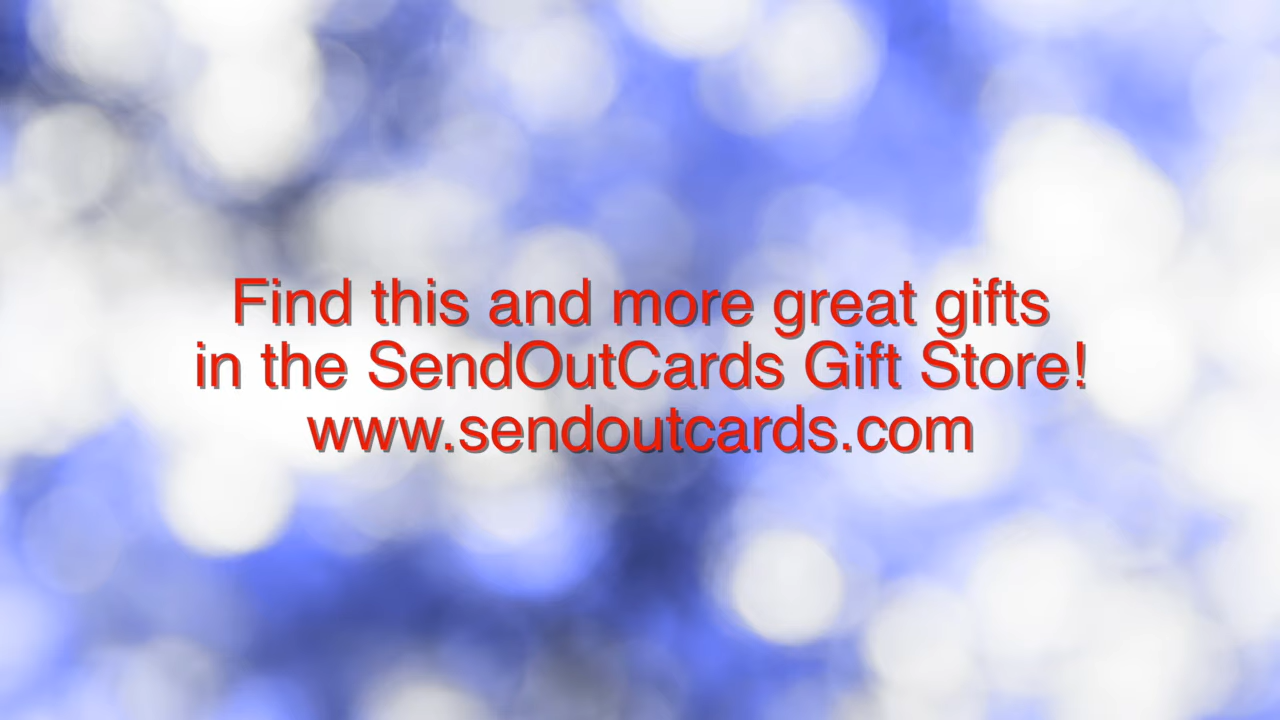 Find this and more great gifts
in the SendOutCards Gift Store!
www.sendoutcards.com